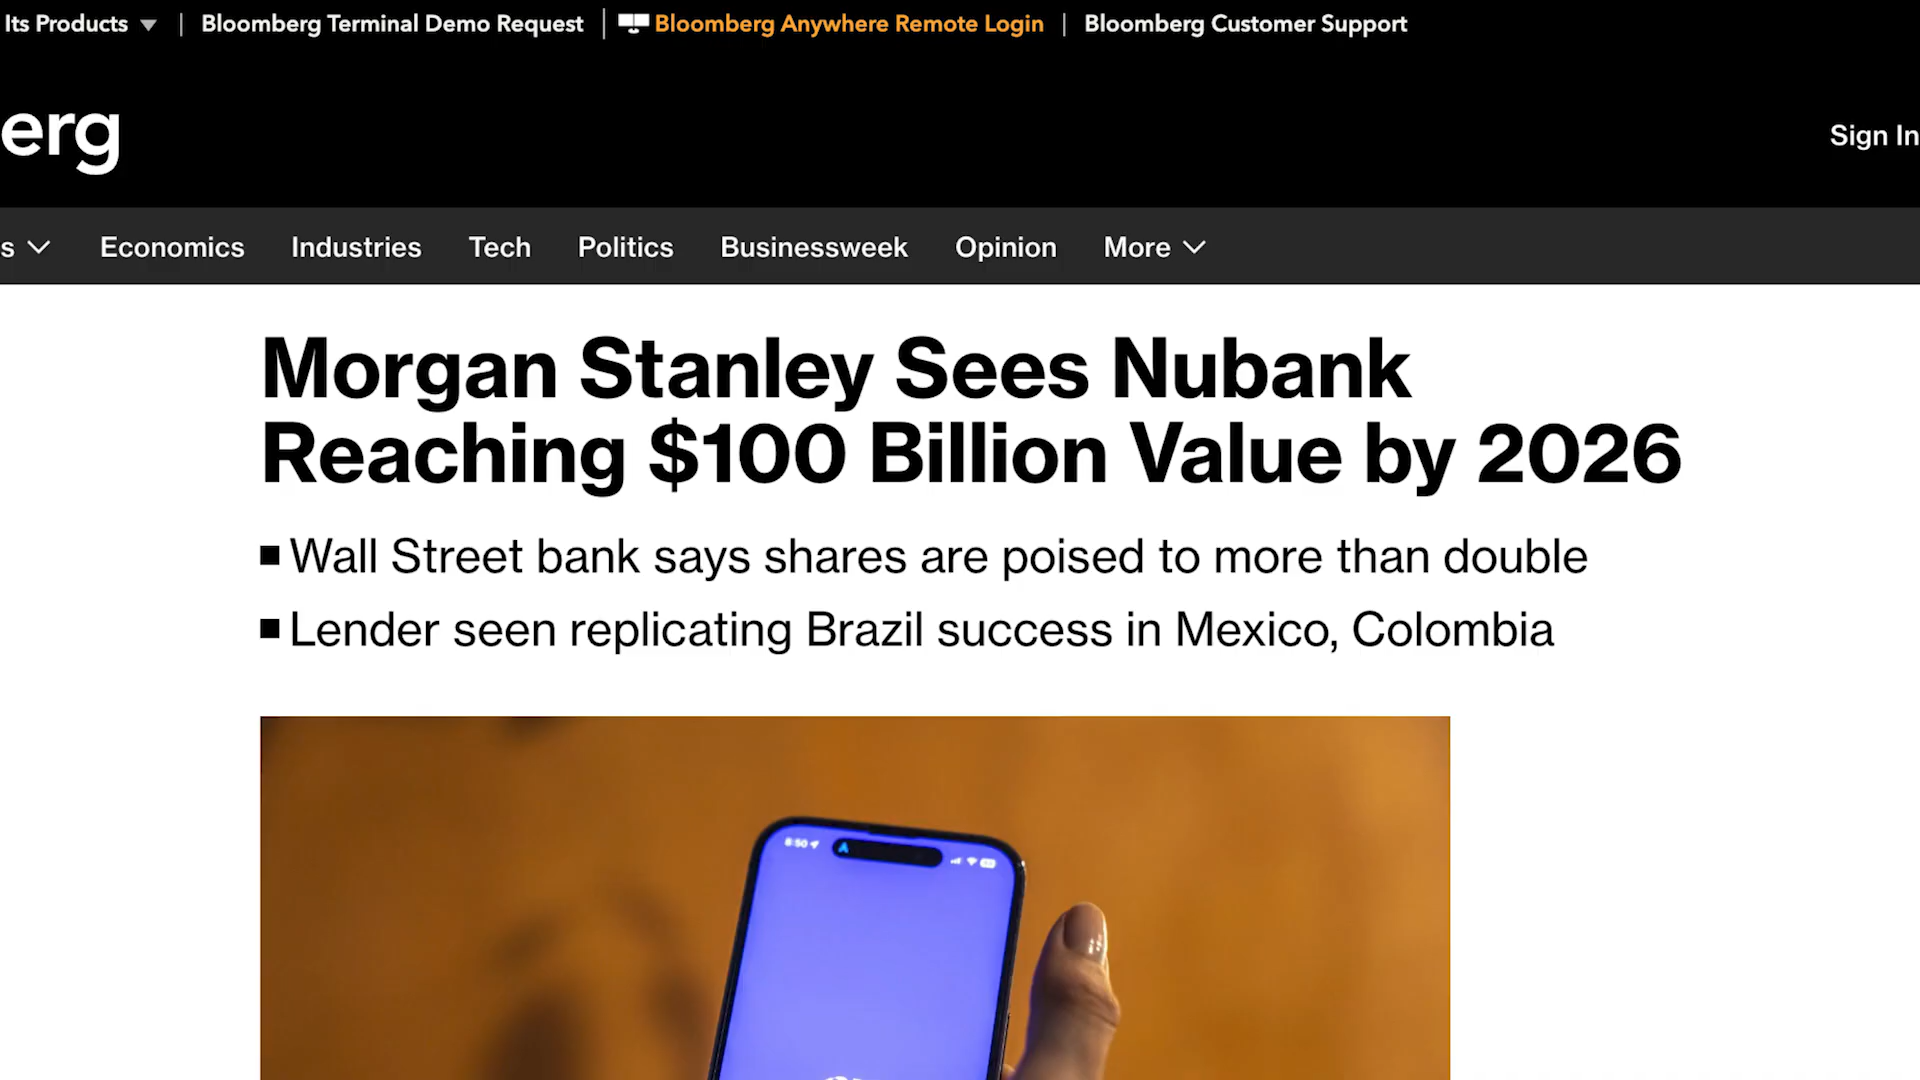 Its Products ▼ | Bloomberg Terminal Demo Request | Bloomberg Anywhere Remote Login | Bloomberg Customer Support
erg
Sign In
s Economics Industries Tech Politics Businessweek Opinion More
Morgan Stanley Sees Nubank
Reaching $100 Billion Value by 2026
■ Wall Street bank says shares are poised to more than double
■ Lender seen replicating Brazil success in Mexico, Colombia
8:50